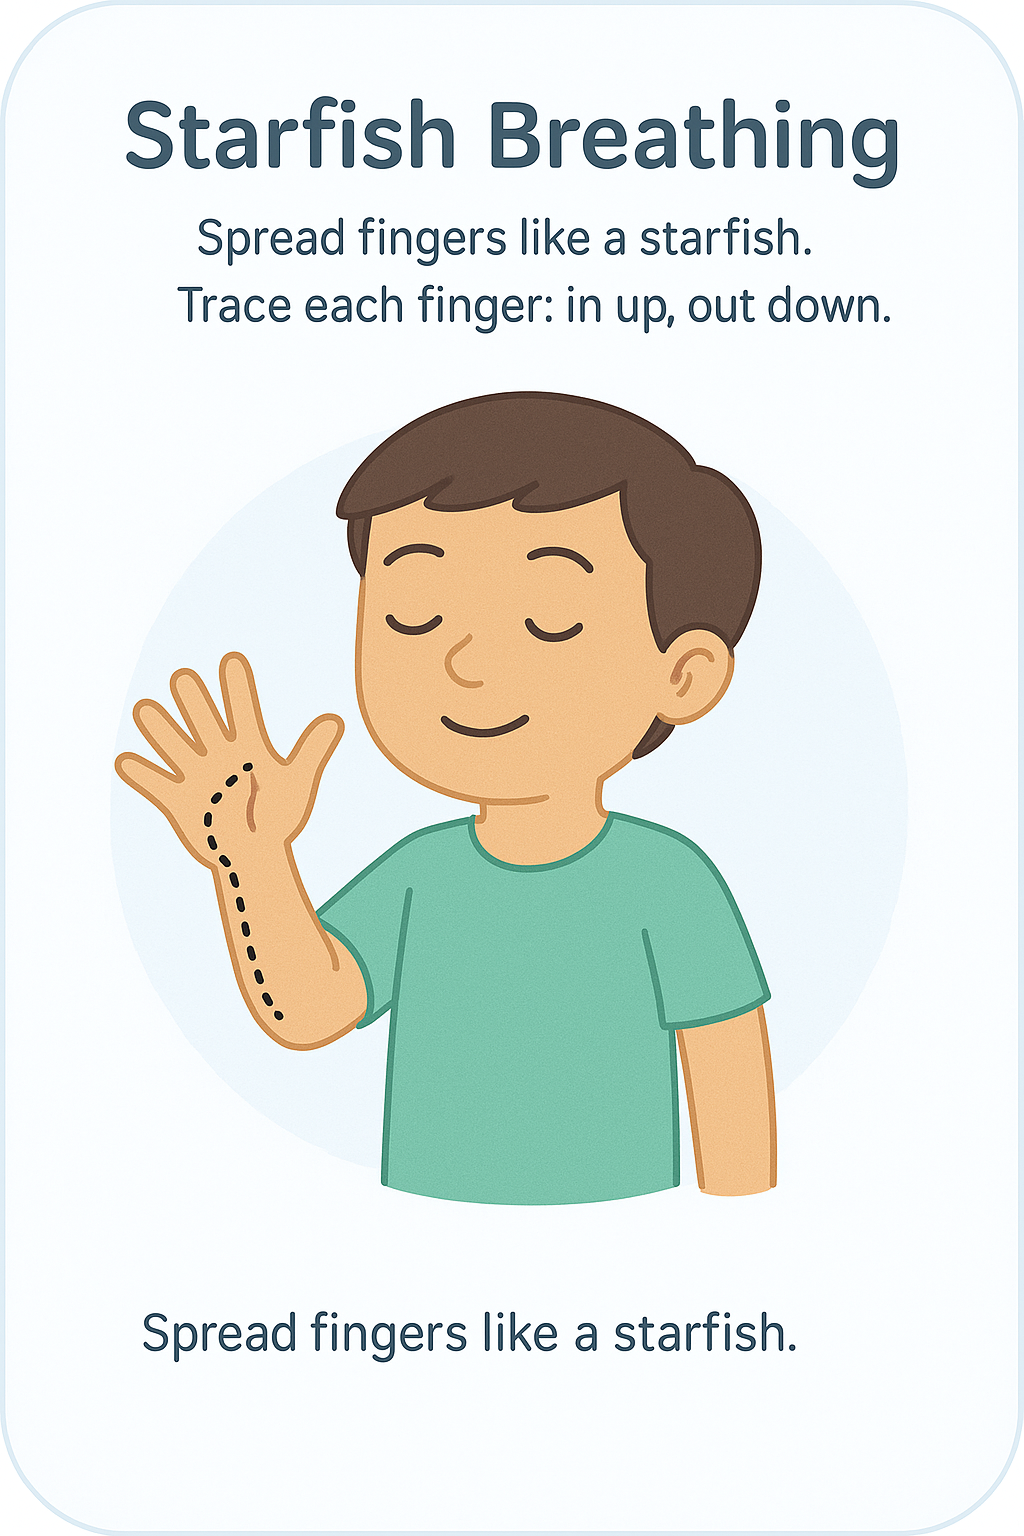 Starfish Breathing
Spread fingers like a starfish.
Trace each finger: in up, out down.
Spread fingers like a starfish.